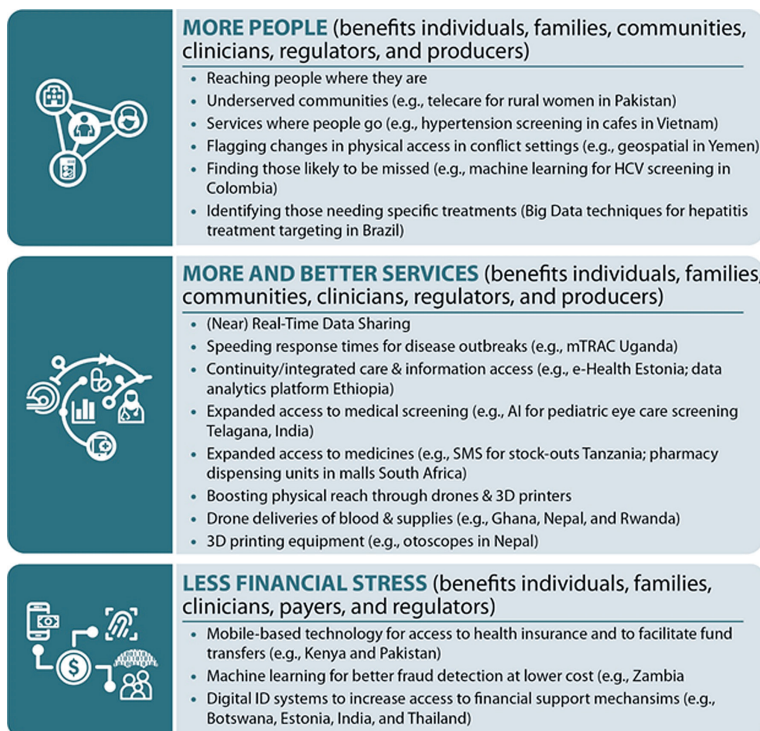 MORE PEOPLE (benefits individuals, families, communities,
clinicians, regulators, and producers)
• Reaching people where they are
• Underserved communities (e.g., telecare for rural women in Pakistan)
• Services where people go (e.g., hypertension screening in cafes in Vietnam)
• Flagging changes in physical access in conflict settings (e.g., geospatial in Yemen)
• Finding those likely to be missed (e.g., machine learning for HCV screening in
Colombia)
• Identifying those needing specific treatments (Big Data techniques for hepatitis
treatment targeting in Brazil)
MORE AND BETTER SERVICES (benefits individuals, families,
communities, clinicians, regulators, and producers)
• (Near) Real-Time Data Sharing
• Speeding response times for disease outbreaks (e.g., mTRAC Uganda)
• Continuity/integrated care & information access (e.g., e-Health Estonia; data
analytics platform Ethiopia)
• Expanded access to medical screening (e.g., AI for pediatric eye care screening
Telagana, India)
• Expanded access to medicines (e.g., SMS for stock-outs Tanzania; pharmacy
dispensing units in malls South Africa)
• Boosting physical reach through drones & 3D printers
• Drone deliveries of blood & supplies (e.g., Ghana, Nepal, and Rwanda)
• 3D printing equipment (e.g., otoscopes in Nepal)
LESS FINANCIAL STRESS (benefits individuals, families,
clinicians, payers, and regulators)
• Mobile-based technology for access to health insurance and to facilitate fund
transfers (e.g., Kenya and Pakistan)
• Machine learning for better fraud detection at lower cost (e.g., Zambia
• Digital ID systems to increase access to financial support mechansims (e.g.,
Botswana, Estonia, India, and Thailand)